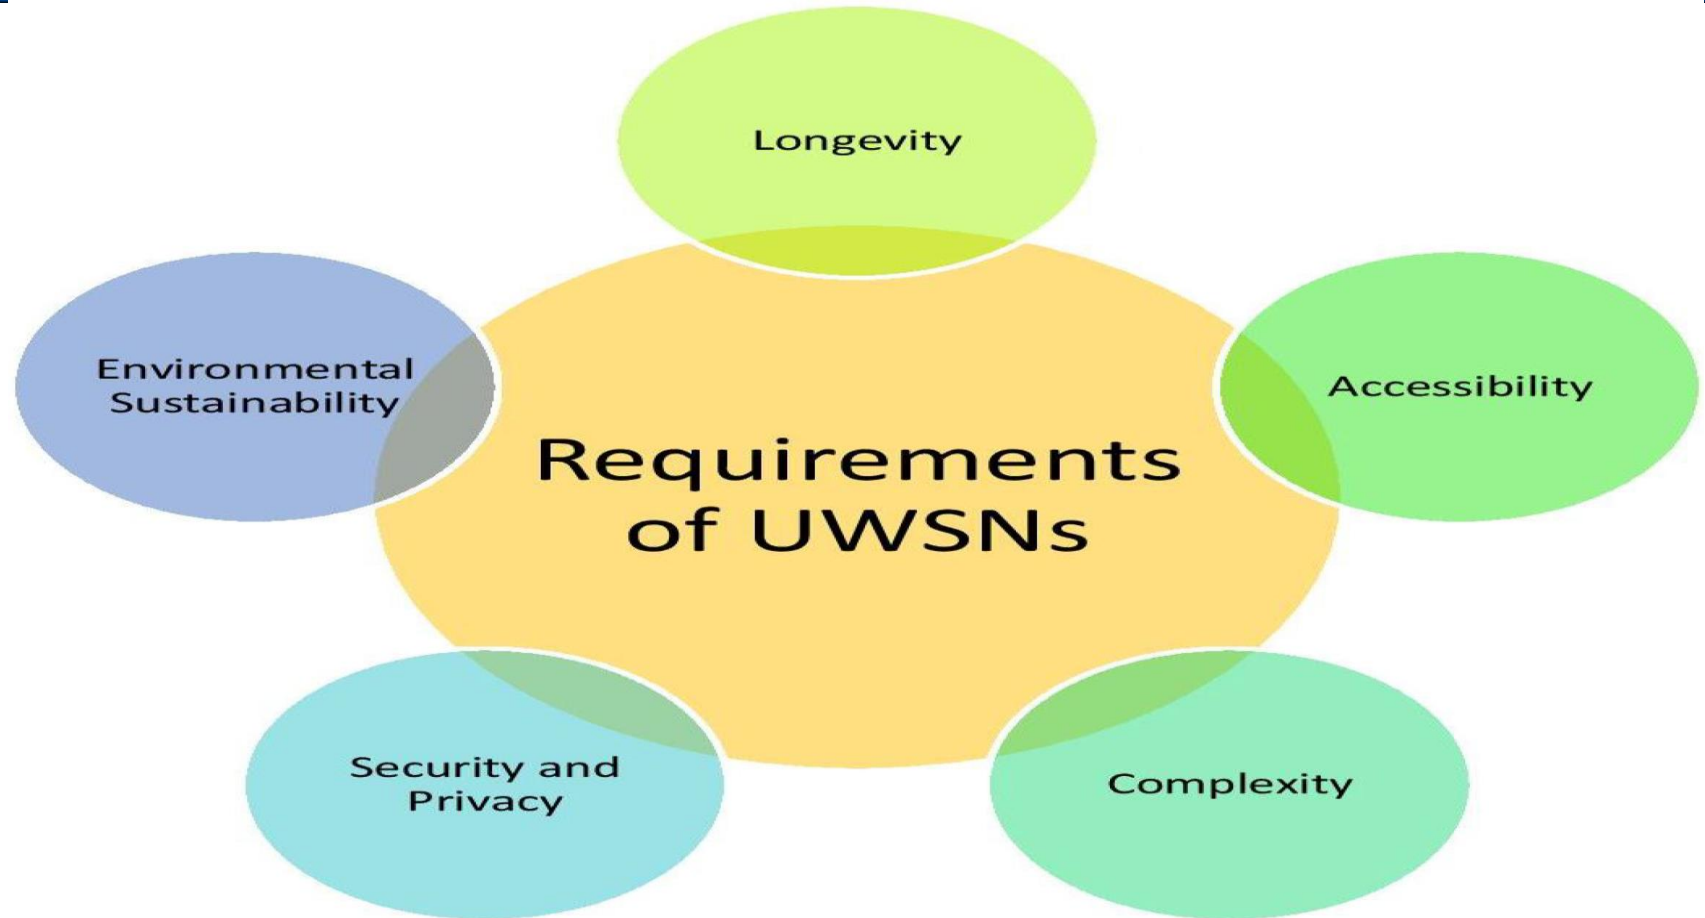 Longevity
Environmental
Sustainability
Accessibility
Requirements
of UWSNs
Security and
Privacy
Complexity